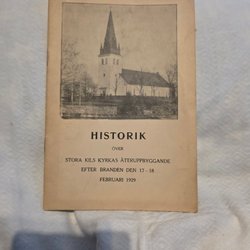 HISTORIK
ÖVER
STORA KILS KYRKAS ÅTERUPPBYGGANDE
EFTER BRANDEN DEN 17-18
FEBRUARI 1929